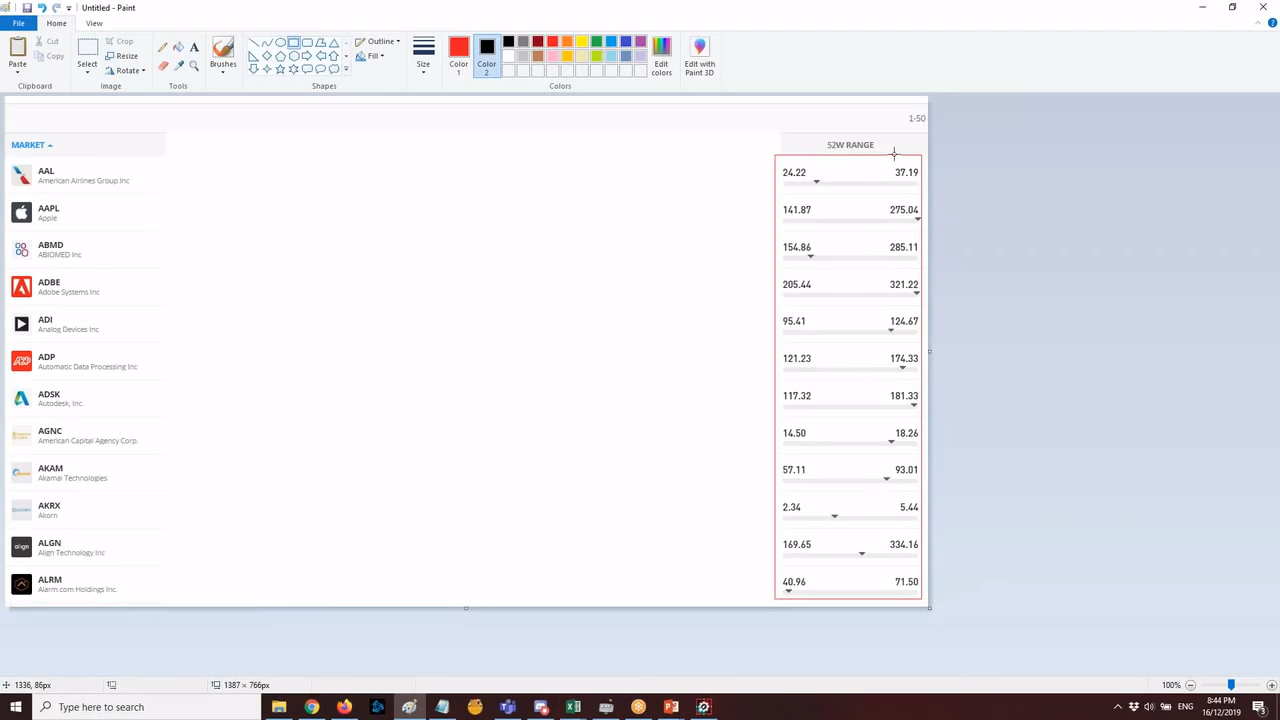 Untitled - Paint
File
Home
View
Paste
Cut
Copy
Clipboard
Select
Crop
Resize
Rotate
Image
Tools
Brushes
Outline
Fill
Shapes
Size
Color 1
Color 2
Edit colors
Colors
Edit with Paint 3D
1-50
MARKET
52W RANGE
AAL
American Airlines Group Inc
24.22 37.19
AAPL
Apple
141.87 275.04
ABMD
ABIOMED Inc
154.86 285.11
ADBE
Adobe Systems Inc
205.44 321.22
ADI
Analog Devices Inc
95.41 124.67
ADP
Automatic Data Processing Inc
121.23 174.33
ADSK
Autodesk, Inc.
117.32 181.33
AGNC
American Capital Agency Corp.
14.50 18.26
AKAM
Akamai Technologies
57.11 93.01
AKRX
Akorn
2.34 5.44
align
ALGN
Align Technology Inc
169.65 334.16
ALRM
Alarm.com Holdings Inc.
40.96 71.50
1336, 86px
1387 × 766px
100%
Type here to search
ENG
8:44 PM
16/12/2019